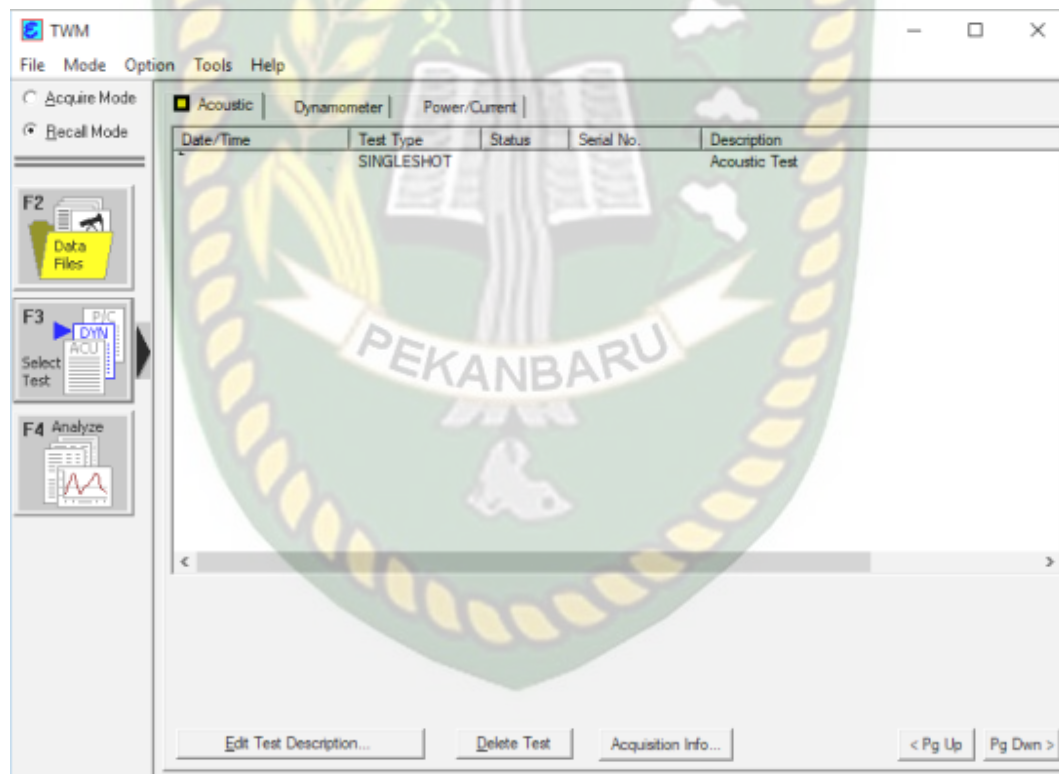 TWM
File Mode Option Tools Help
Acquire Mode
Recall Mode
F2
Data
Files
F3
P/C
DYN
ACU
Select
Test
F4 Analyze
Acoustic Dynamometer Power/Current
Date/Time Test Type Status Serial No. Description
SINGLESHOT Acoustic Test
PEKANBARU
Edit Test Description... Delete Test Acquisition Info... < Pg Up Pg Dwn >